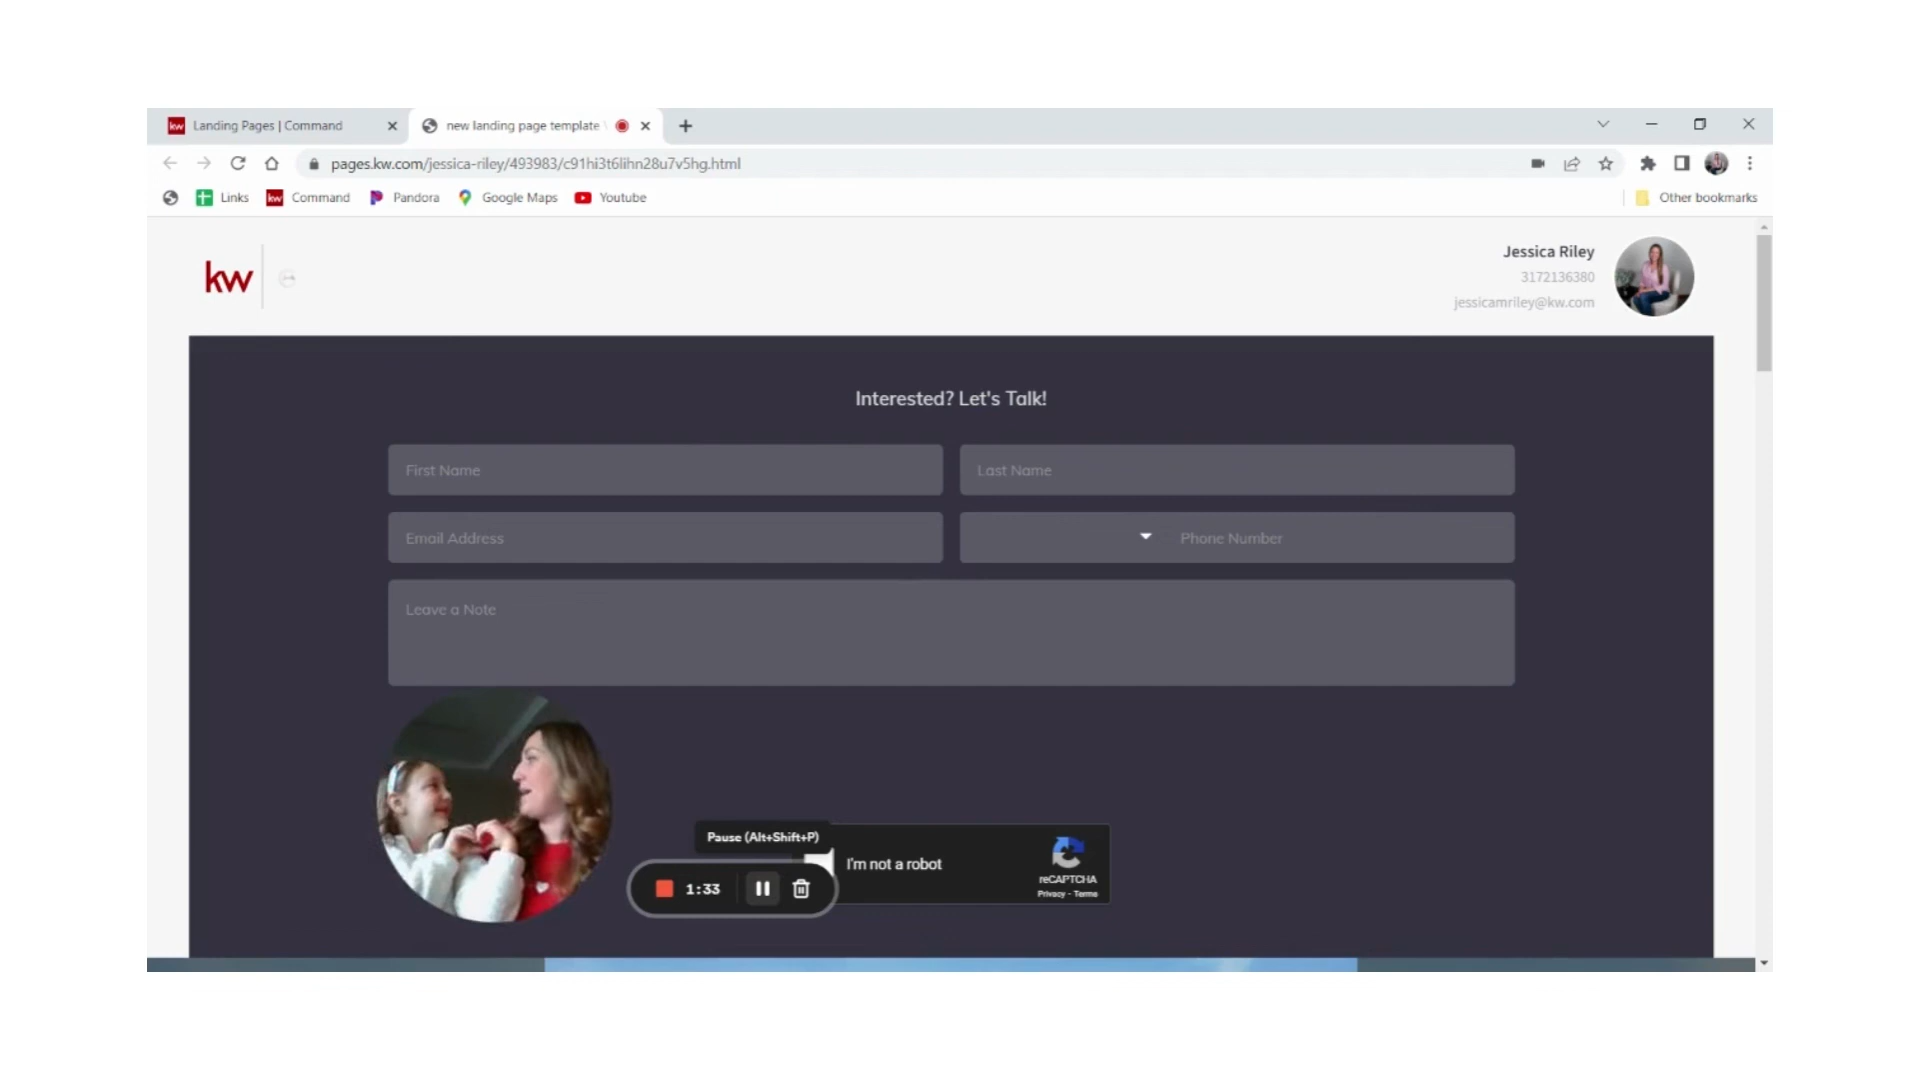 kw Landing Pages | Command
new landing page template
pages.kw.com/jessica-riley/493983/c91hi3t6lihn28u7v5hg.html
Links
kw Command
Pandora
Google Maps
Youtube
Other bookmarks
kw
Jessica Riley
3172136380
jessicamriley@kw.com
Interested? Let's Talk!
First Name
Last Name
Email Address
Phone Number
Leave a Note
Pause (Alt+Shift+P)
1:33
I'm not a robot
reCAPTCHA
Privacy - Terms